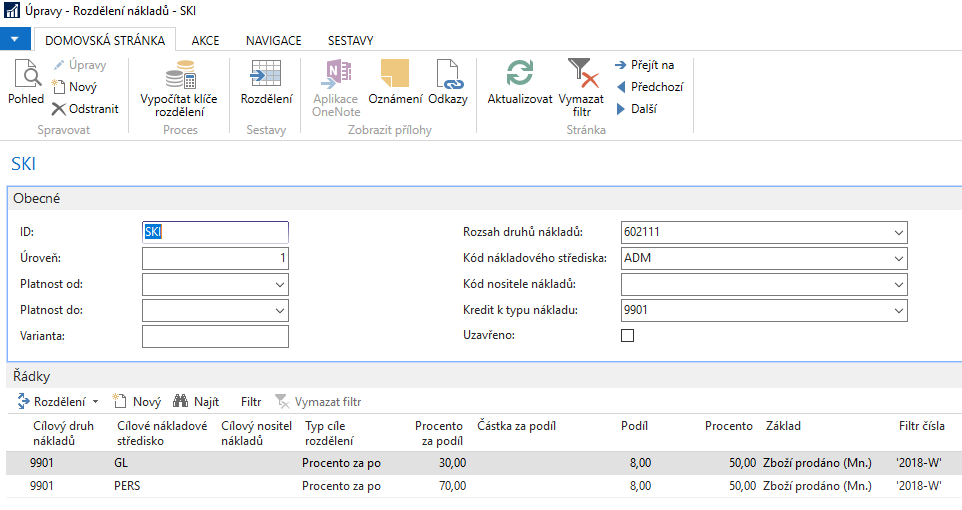 Úpravy - Rozdělení nákladů - SKI
DOMOVSKÁ STRÁNKA AKCE NAVIGACE SESTAVY
Pohled
Úpravy
Nový
Odstranit
Spravovat
Vypočítat klíče
rozdělení
Proces
Rozdělení
Sestavy
Aplikace
OneNote
Oznámení
Odkazy
Zobrazit přílohy
Aktualizovat
Vymazat
filtr
Přejít na
Předchozí
Další
Stránka
SKI
Obecné
ID: SKI
Úroveň: 1
Platnost od:
Platnost do:
Varianta:
Rozsah druhů nákladů: 602111
Kód nákladového střediska: ADM
Kód nositele nákladů:
Kredit k typu nákladu: 9901
Uzavřeno:
Řádky
Rozdělení Nový Najít Filtr Vymazat filtr
Cílový druh Cílové nákladové Cílový nositel Typ cíle Procento Částka za podíl Podíl Procento Základ Filtr čísla
nákladů středisko nákladů rozdělení za podíl
9901 GL Procento za po 30,00 8,00 50,00 Zboží prodáno (Mn.) '2018-W'
9901 PERS Procento za po 70,00 8,00 50,00 Zboží prodáno (Mn.) '2018-W'